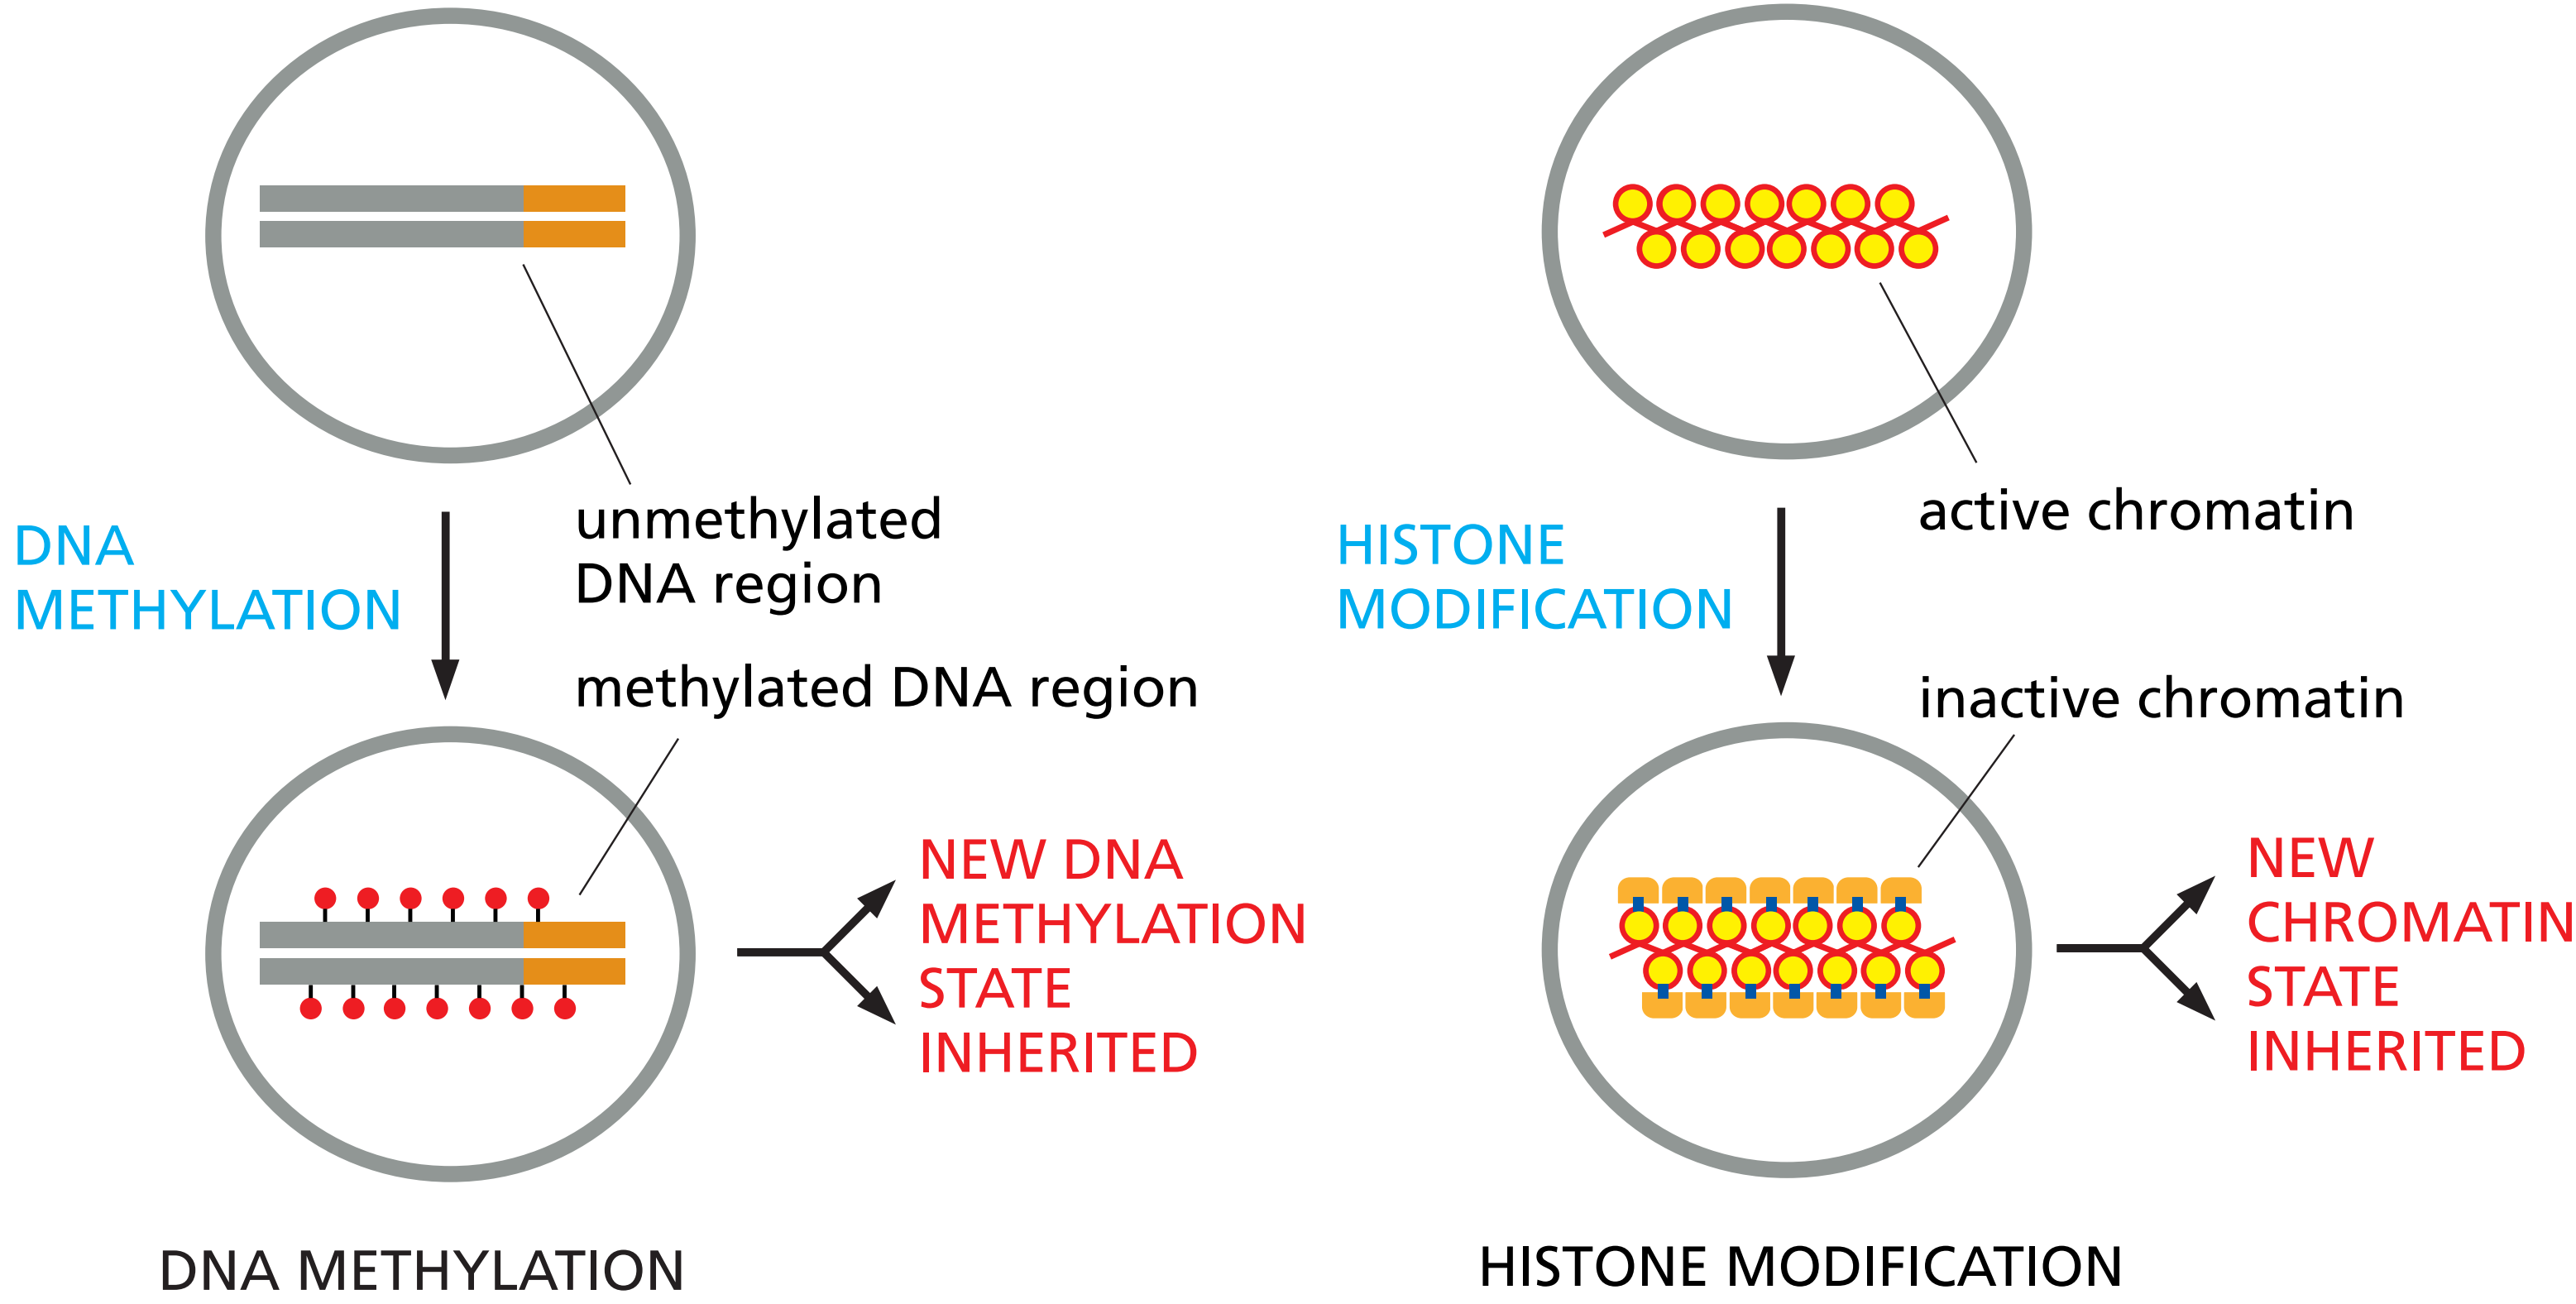 DNA
METHYLATION
unmethylated
DNA region
methylated DNA region
NEW DNA
METHYLATION
STATE
INHERITED
DNA METHYLATION
HISTONE
MODIFICATION
active chromatin
inactive chromatin
NEW
CHROMATIN
STATE
INHERITED
HISTONE MODIFICATION